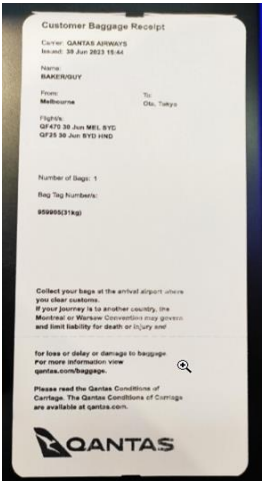 Customer Baggage Receipt
Carrier: QANTAS AIRWAYS
Issued: 30 Jun 2023 15:44
Name:
BAKER/GUY
From: To:
Melbourne Ota, Tokyo
Flight/s:
QF470 30 Jun MEL SYD
QF25 30 Jun SYD HND
Number of Bags: 1
Bag Tag Number/s:
959905(31kg)
Collect your bags at the arrival airport where
you clear customs.
If your journey is to another country, the
Montreal or Warsaw Convention may govern
and limit liability for death or injury and
for loss or delay or damage to baggage
For more information view
qantas.com/baggage.
Please read the Qantas Conditions of
Carriage. The Qantas Conditions of Carriage
are available at qantas.com.
QANTAS